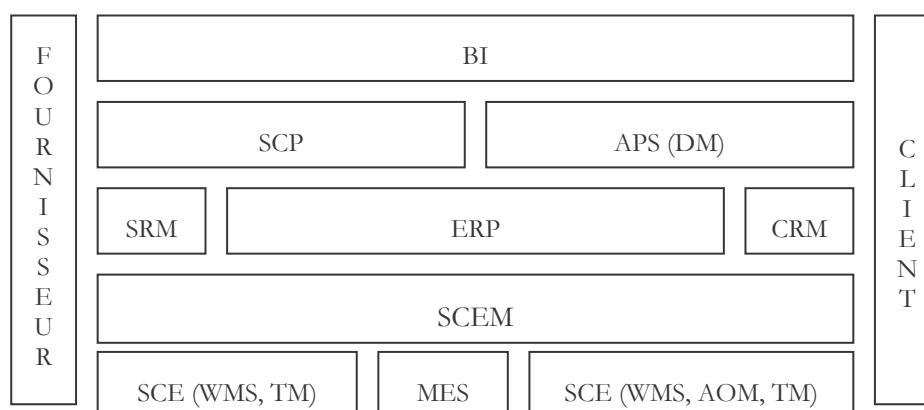 FOURNISSEUR
BI
SCP
APS (DM)
SRM
ERP
CRM
SCEM
SCE (WMS, TM)
MES
SCE (WMS, AOM, TM)
CLIENT